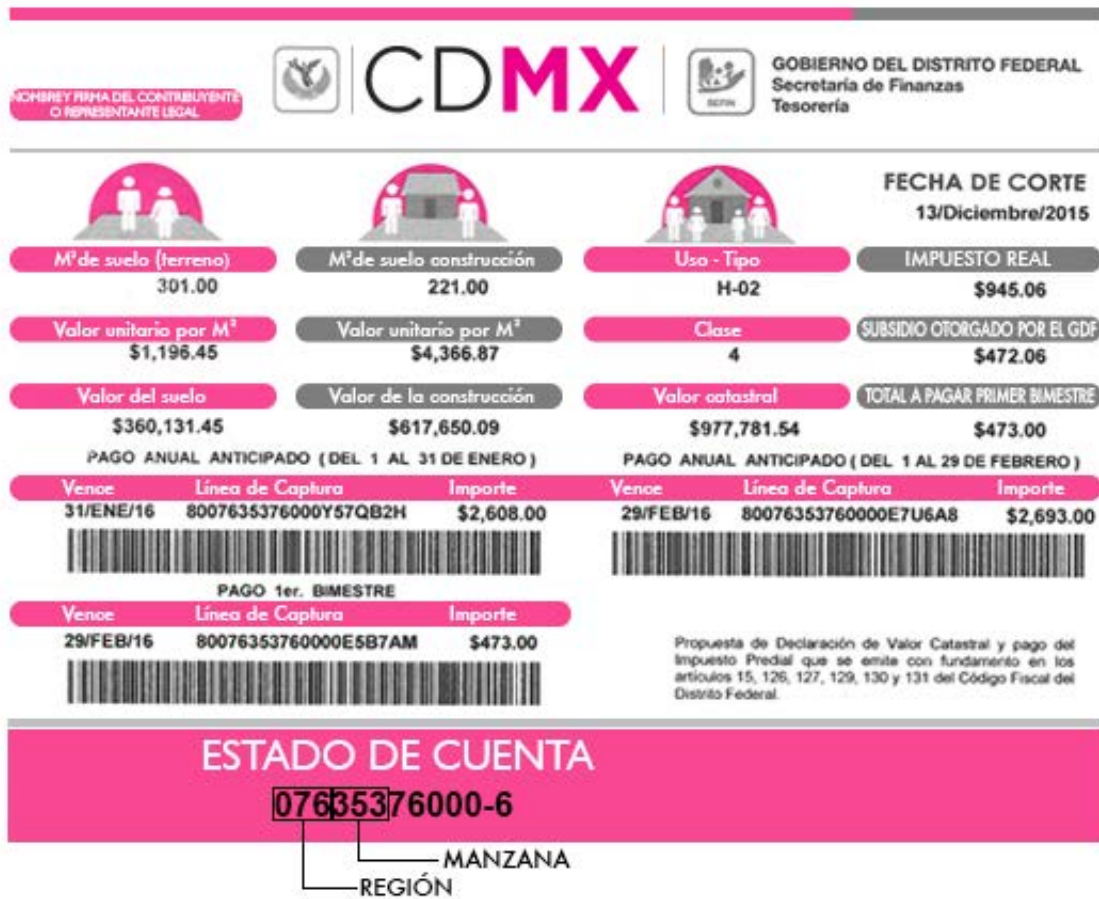 NOMBRE Y FIRMA DEL CONTRIBUYENTE
O REPRESENTANTE LEGAL
CDMX
SEFIN
GOBIERNO DEL DISTRITO FEDERAL
Secretaría de Finanzas
Tesorería
FECHA DE CORTE
13/Diciembre/2015
M² de suelo (terreno) M² de suelo construcción Uso - Tipo IMPUESTO REAL
301.00 221.00 H-02 $945.06
Valor unitario por M² Valor unitario por M² Clase SUBSIDIO OTORGADO POR EL GDF
$1,196.45 $4,366.87 4 $472.06
Valor del suelo Valor de la construcción Valor catastral TOTAL A PAGAR PRIMER BIMESTRE
$360,131.45 $617,650.09 $977,781.54 $473.00
PAGO ANUAL ANTICIPADO ( DEL 1 AL 31 DE ENERO ) PAGO ANUAL ANTICIPADO ( DEL 1 AL 29 DE FEBRERO )
Vence Línea de Captura Importe Vence Línea de Captura Importe
31/ENE/16 8007635376000Y57QB2H $2,608.00 29/FEB/16 80076353760000E7U6A8 $2,693.00
PAGO 1er. BIMESTRE
Vence Línea de Captura Importe
29/FEB/16 80076353760000E5B7AM $473.00
Propuesta de Declaración de Valor Catastral y pago del
Impuesto Predial que se emite con fundamento en los
artículos 15, 126, 127, 129, 130 y 131 del Código Fiscal del
Distrito Federal.
ESTADO DE CUENTA
07635376000-6
MANZANA
REGIÓN